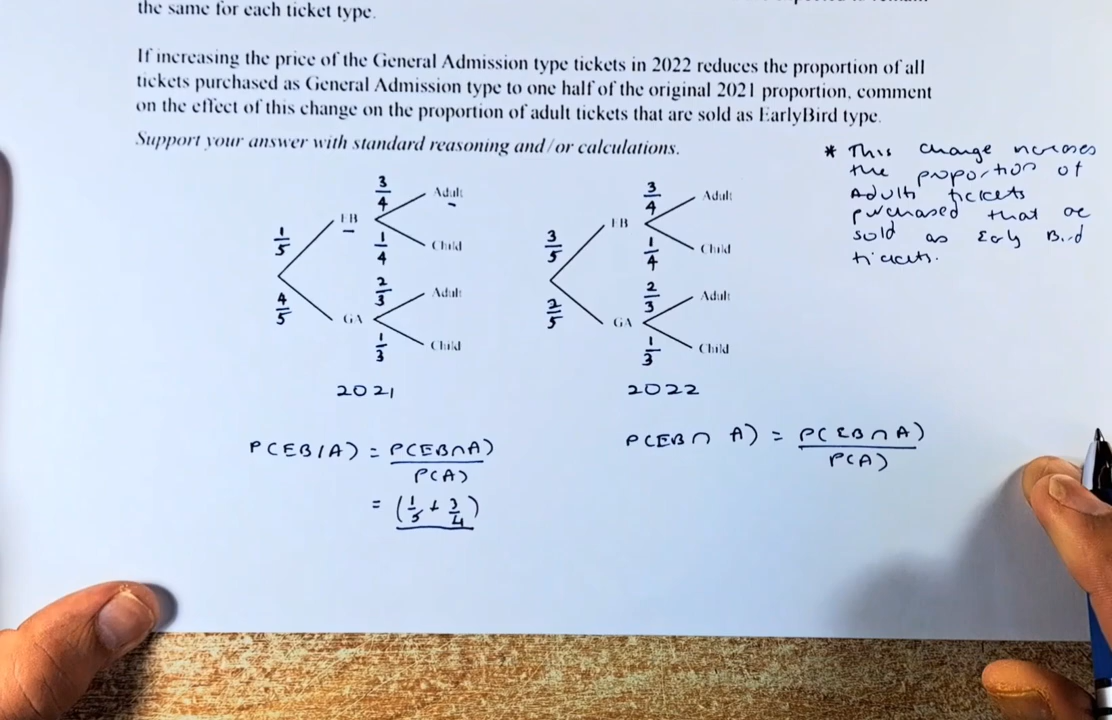 the same for each ticket type.
If increasing the price of the General Admission type tickets in 2022 reduces the proportion of all
tickets purchased as General Admission type to one half of the original 2021 proportion, comment
on the effect of this change on the proportion of adult tickets that are sold as EarlyBird type.
Support your answer with standard reasoning and/or calculations.
* This change increases
the proportion of
Adult tickets
purchased that are
sold as Early Bird
tickets.
3/4 Adult
EB
1/5
1/4 Child
2/3 Adult
4/5
GA
1/3 Child
2021
3/4 Adult
EB
3/5
1/4 Child
2/3 Adult
2/5
GA
1/3 Child
2022
P(EB/A) = P(EB∩A)
P(A)
= (1/5 + 3/4)
P(EB∩ A) = P(EB∩A)
P(A)